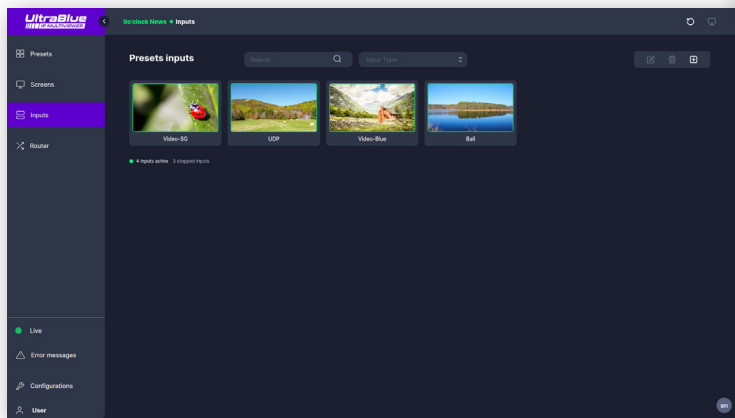 UltraBlue
IP MULTIVIEWER
9o'clock News • Inputs
Presets
Screens
Inputs
Router
Presets inputs
Search
Input Type
Video-SG
UDP
Video-Blue
Ball
4 inputs active 3 stopped inputs
Live
Error messages
Configurations
User
en